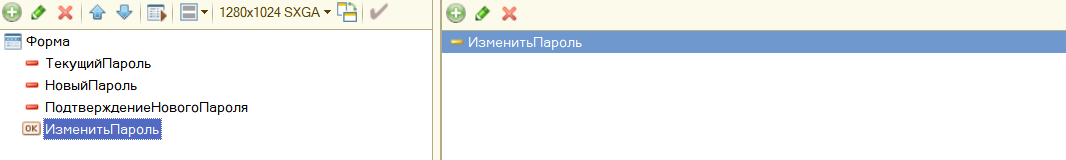 1280x1024 SXGA
Форма
ТекущийПароль
НовыйПароль
ПодтверждениеНовогоПароля
OK ИзменитьПароль
ИзменитьПароль